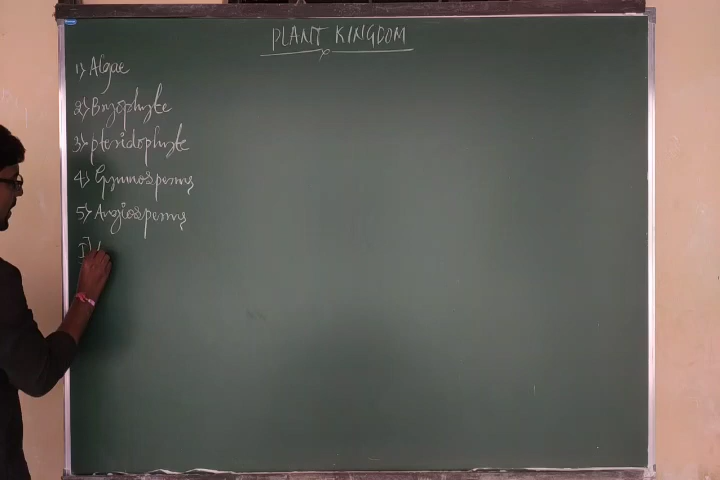 PLANT KINGDOM
1) Algae
2) Bryophyte
3) pteridophyte
4) Gymnosperms
5) Angiosperms
I)